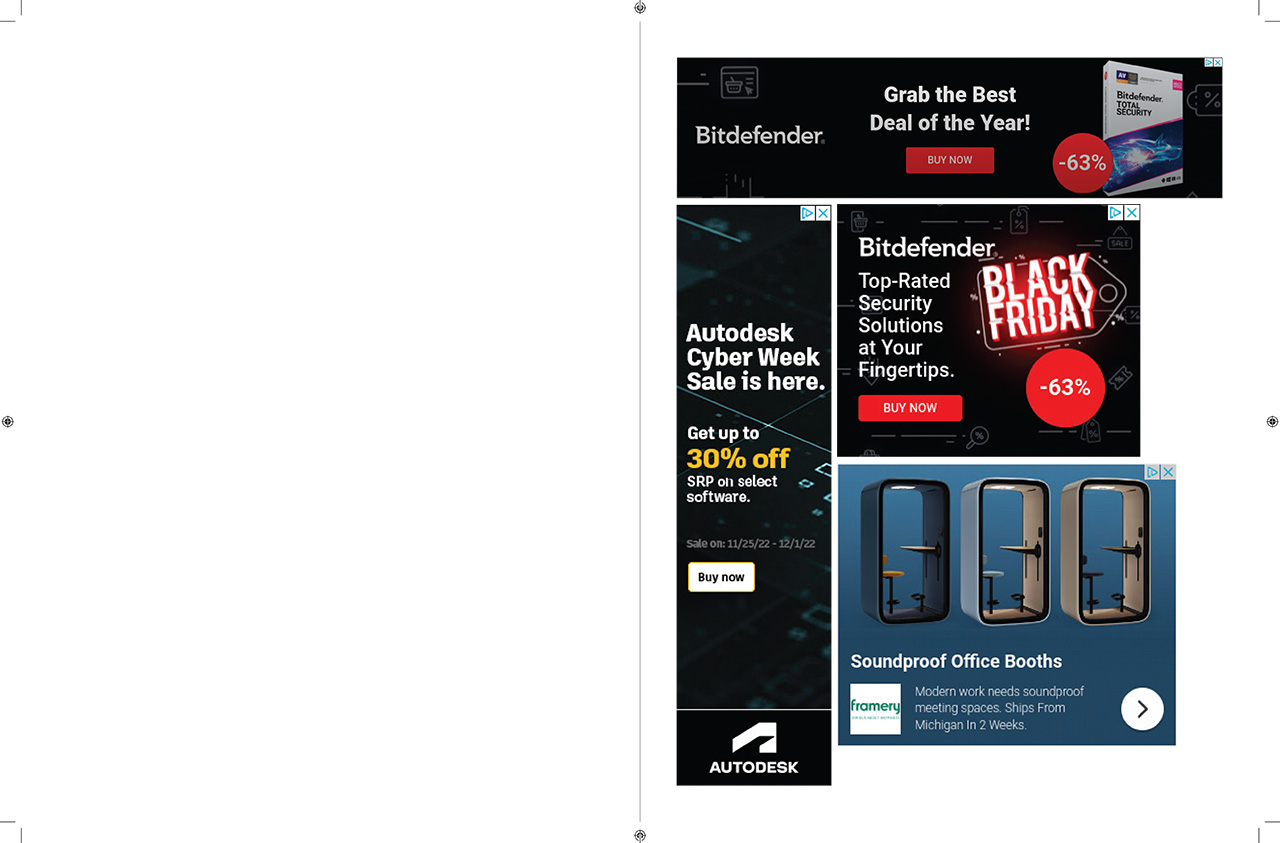 Grab the Best
Deal of the Year!
Bitdefender
BUY NOW
-63%
Bitdefender
TOTAL
SECURITY
Autodesk
Cyber Week
Sale is here.
Get up to
30% off
SRP on select
software.
Sale on: 11/25/22 - 12/1/22
Buy now
AUTODESK
Bitdefender
Top-Rated
Security
Solutions
at Your
Fingertips.
BUY NOW
BLACK
FRIDAY
SALE
-63%
Soundproof Office Booths
framery
Modern work needs soundproof
meeting spaces. Ships From
Michigan In 2 Weeks.